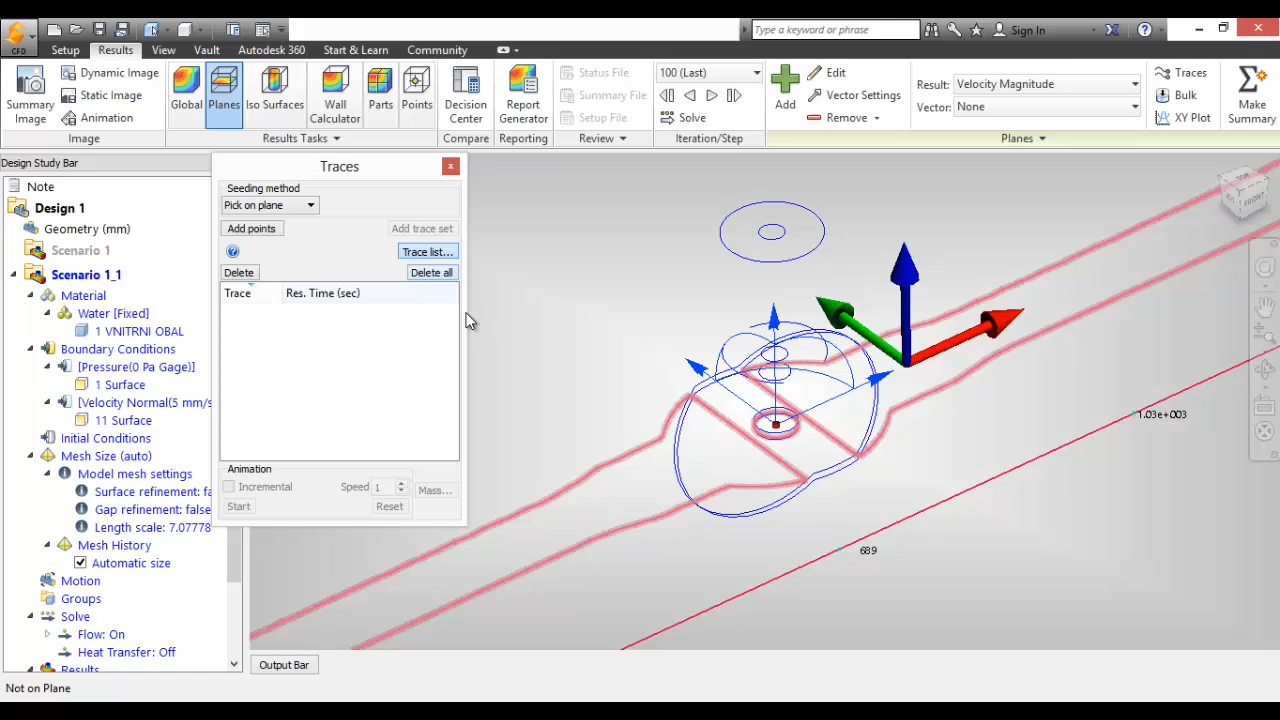 Type a keyword or phrase
Sign In
CFD
Setup Results View Vault Autodesk 360 Start & Learn Community
Summary Image
Dynamic Image
Static Image
Animation
Image
Global
Planes
Iso Surfaces
Wall Calculator
Parts
Points
Results Tasks
Decision Center
Compare
Report Generator
Reporting
Status File
Summary File
Setup File
Review
100 (Last)
Solve
Iteration/Step
Add
Edit
Vector Settings
Remove
Result: Velocity Magnitude
Vector: None
Planes
Traces
Bulk
XY Plot
Make Summary
Design Study Bar
Note
Design 1
Geometry (mm)
Scenario 1
Scenario 1_1
Material
Water [Fixed]
1 VNITRNI OBAL
Boundary Conditions
[Pressure(0 Pa Gage)]
1 Surface
[Velocity Normal(5 mm/s
11 Surface
Initial Conditions
Mesh Size (auto)
Model mesh settings
Surface refinement: fa
Gap refinement: false
Length scale: 7.07778
Mesh History
Automatic size
Motion
Groups
Solve
Flow: On
Heat Transfer: Off
Results
Traces
x
Seeding method
Pick on plane
Add points
Add trace set
Trace list...
Delete
Delete all
Trace
Res. Time (sec)
Animation
Incremental
Speed 1
Mass...
Start
Reset
TOP
FRONT
1.03e+003
689
Output Bar
Not on Plane